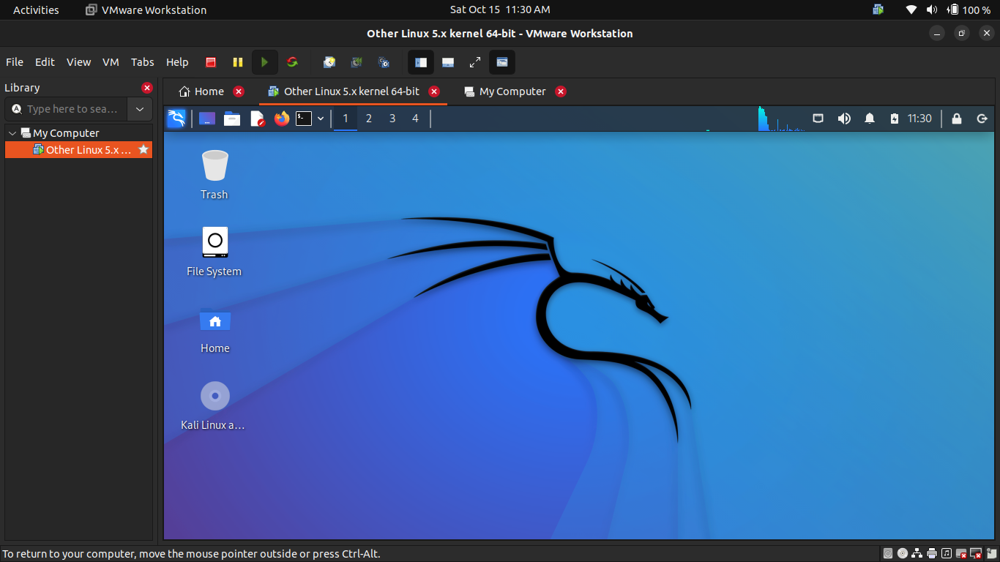 Activities VMware Workstation Sat Oct 15 11:30 AM 100 %
Other Linux 5.x kernel 64-bit - VMware Workstation
File Edit View VM Tabs Help
Library
Home Other Linux 5.x kernel 64-bit My Computer
Type here to sea…
1 2 3 4 11:30
My Computer
Other Linux 5.x …
Trash
File System
Home
Kali Linux a…
To return to your computer, move the mouse pointer outside or press Ctrl-Alt.